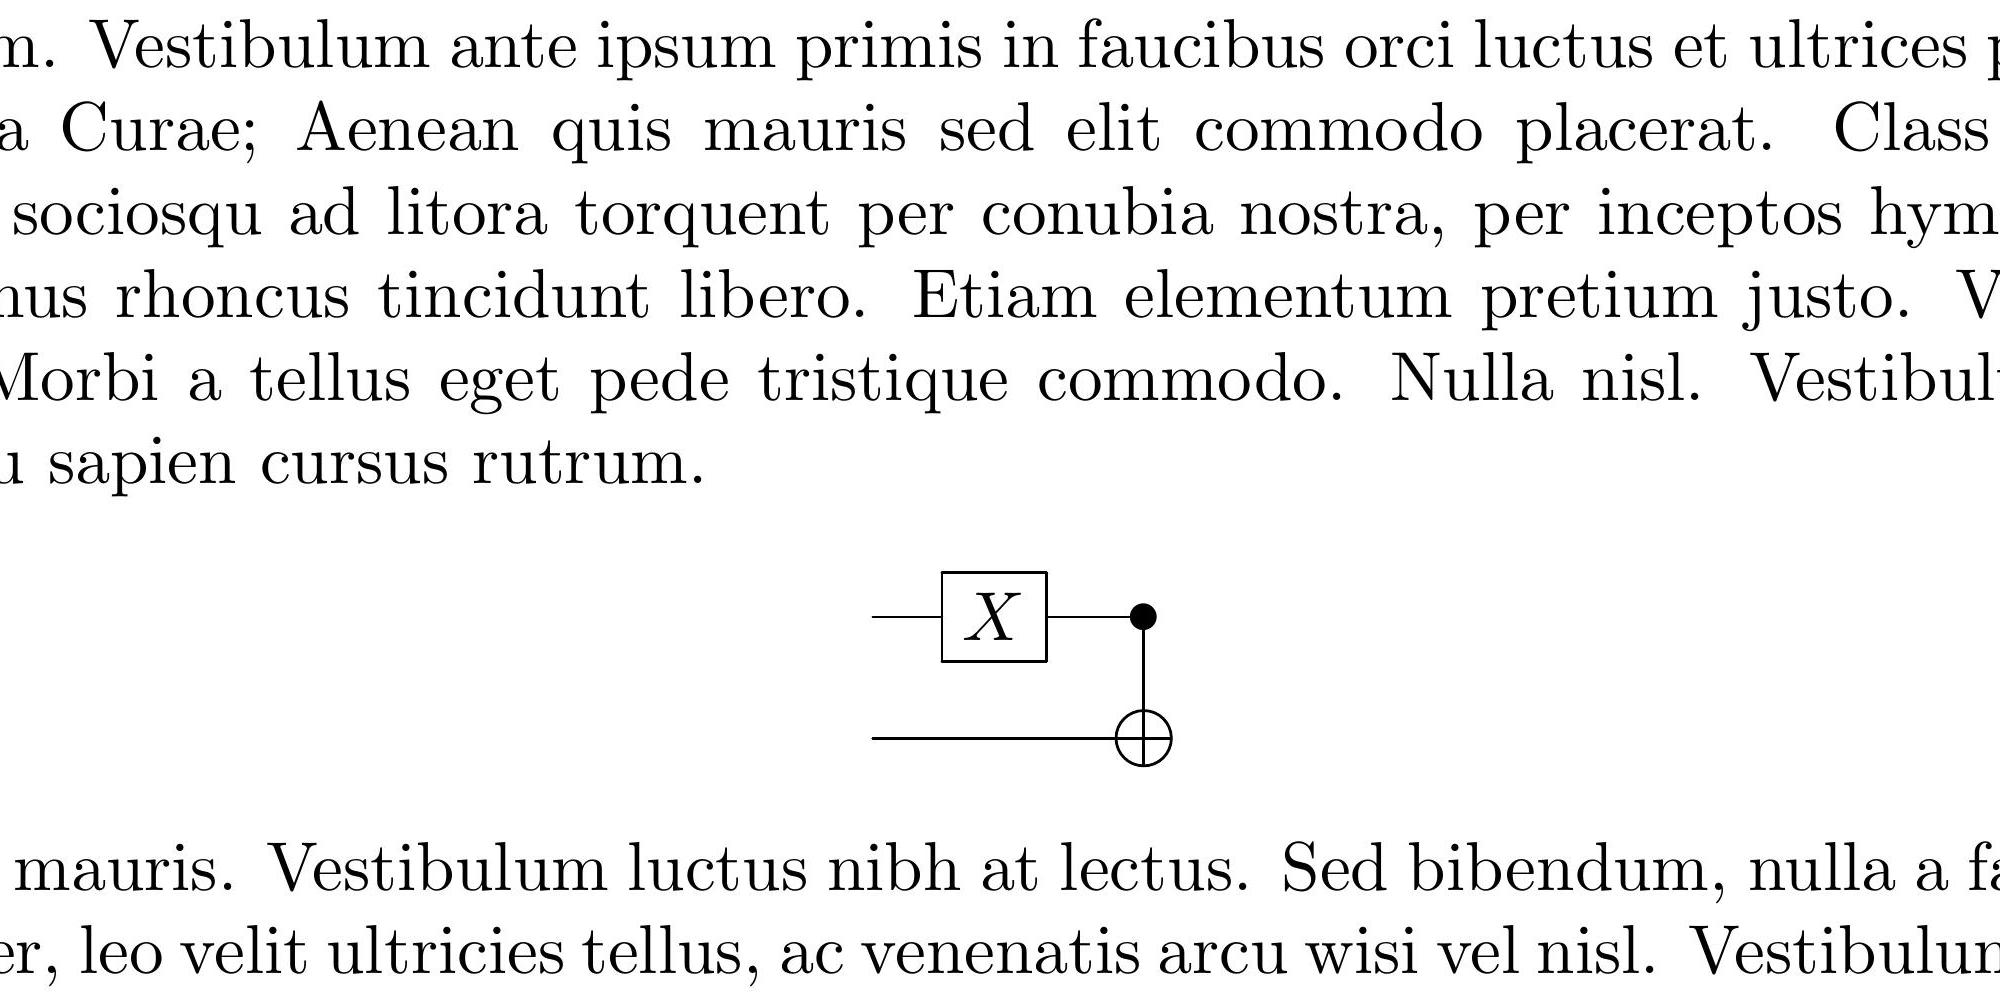 m. Vestibulum ante ipsum primis in faucibus orci luctus et ultrices
a Curae; Aenean quis mauris sed elit commodo placerat. Class
sociosqu ad litora torquent per conubia nostra, per inceptos hym
nus rhoncus tincidunt libero. Etiam elementum pretium justo. V
Morbi a tellus eget pede tristique commodo. Nulla nisl. Vestibul
u sapien cursus rutrum.
X
mauris. Vestibulum luctus nibh at lectus. Sed bibendum, nulla a fa
er, leo velit ultricies tellus, ac venenatis arcu wisi vel nisl. Vestibulum